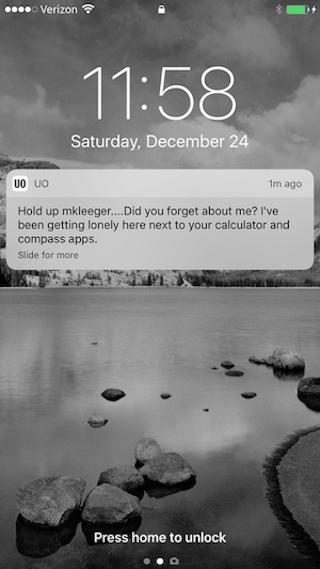 Verizon
11:58
Saturday, December 24
UO UO 1m ago
Hold up mkleeger....Did you forget about me? I've
been getting lonely here next to your calculator and
compass apps.
Slide for more
Press home to unlock